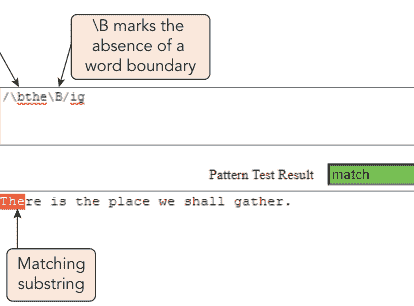 \B marks the
absence of a
word boundary
/\bthe\B/ig
Pattern Test Result match
There is the place we shall gather.
Matching
substring